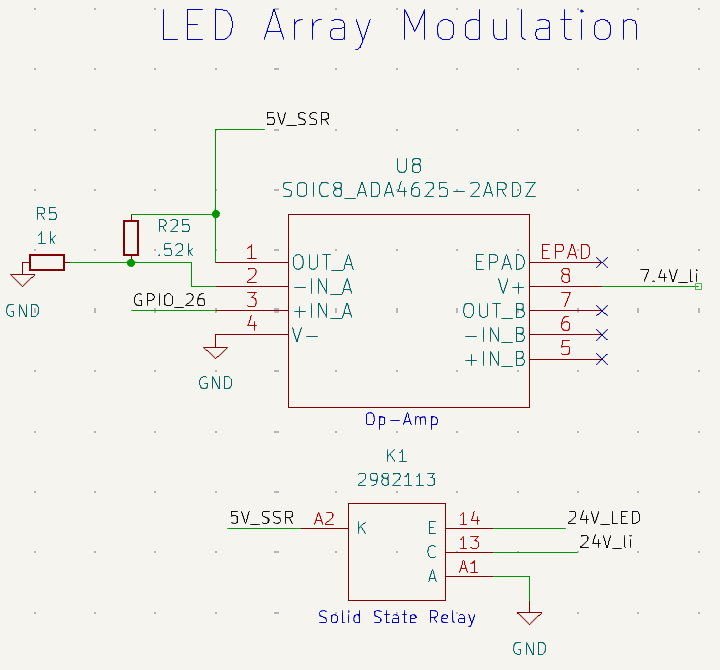 LED Array Modulation
5V_SSR
U8
SOIC8_ADA4625-2ARDZ
R5
1k
R25
.52k
GND
GPIO_26
1
2
3
4
OUT_A
-IN_A
+IN_A
V-
EPAD
V+
OUT_B
-IN_B
+IN_B
EPAD
8
7
6
5
7.4V_li
GND
Op-Amp
K1
2982113
5V_SSR
A2
K
E
C
A
14
13
A1
24V_LED
24V_li
Solid State Relay
GND